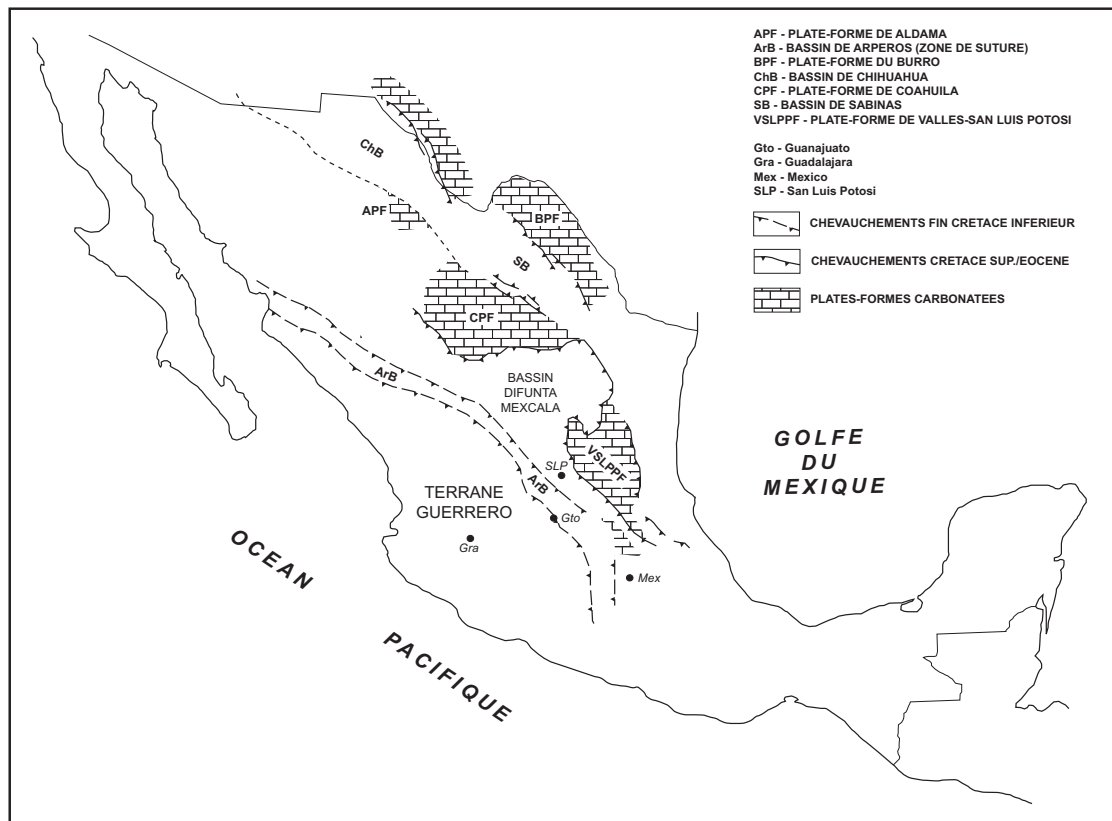 APF - PLATE-FORME DE ALDAMA
ArB - BASSIN DE ARPEROS (ZONE DE SUTURE)
BPF - PLATE-FORME DU BURRO
ChB - BASSIN DE CHIHUAHUA
CPF - PLATE-FORME DE COAHUILA
SB - BASSIN DE SABINAS
VSLPPF - PLATE-FORME DE VALLES-SAN LUIS POTOSI
Gto - Guanajuato
Gra - Guadalajara
Mex - Mexico
SLP - San Luis Potosi
CHEVAUCHEMENTS FIN CRETACE INFERIEUR
CHEVAUCHEMENTS CRETACE SUP./EOCENE
PLATES-FORMES CARBONATEES
ChB
APF
BPF
SB
CPF
ArB
BASSIN
DIFUNTA
MEXCALA
VSLPPF
SLP
ArB
TERRANE
GUERRERO
Gto
Gra
Mex
GOLFE
DU
MEXIQUE
OCEAN
PACIFIQUE